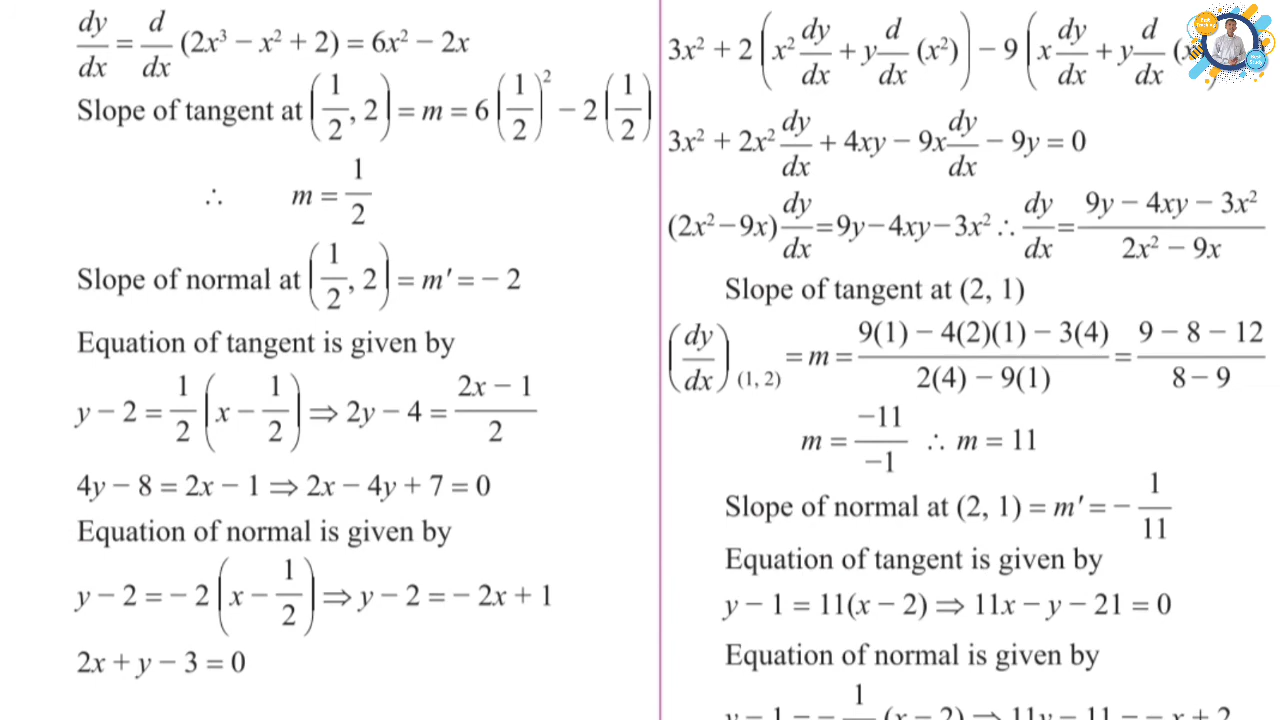 dy/dx = d/dx (2x³ − x² + 2) = 6x² − 2x
Slope of tangent at (1/2, 2) = m = 6(1/2)² − 2(1/2)
∴ m = 1/2
Slope of normal at (1/2, 2) = m′ = − 2
Equation of tangent is given by
y − 2 = 1/2 (x − 1/2) ⇒ 2y − 4 = (2x − 1)/2
4y − 8 = 2x − 1 ⇒ 2x − 4y + 7 = 0
Equation of normal is given by
y − 2 = − 2 (x − 1/2) ⇒ y − 2 = − 2x + 1
2x + y − 3 = 0
3x² + 2 (x² dy/dx + y d/dx (x²)) − 9 (x dy/dx + y d/dx (x
3x² + 2x² dy/dx + 4xy − 9x dy/dx − 9y = 0
(2x² − 9x) dy/dx = 9y − 4xy − 3x² ∴ dy/dx = (9y − 4xy − 3x²)/(2x² − 9x)
Slope of tangent at (2, 1)
(dy/dx)(1, 2) = m = (9(1) − 4(2)(1) − 3(4))/(2(4) − 9(1)) = (9 − 8 − 12)/(8 − 9)
m = −11/−1 ∴ m = 11
Slope of normal at (2, 1) = m′ = − 1/11
Equation of tangent is given by
y − 1 = 11(x − 2) ⇒ 11x − y − 21 = 0
Equation of normal is given by
y − 1 = − 1 (x − 2) ⇒ 11y − 11 = − x + 2